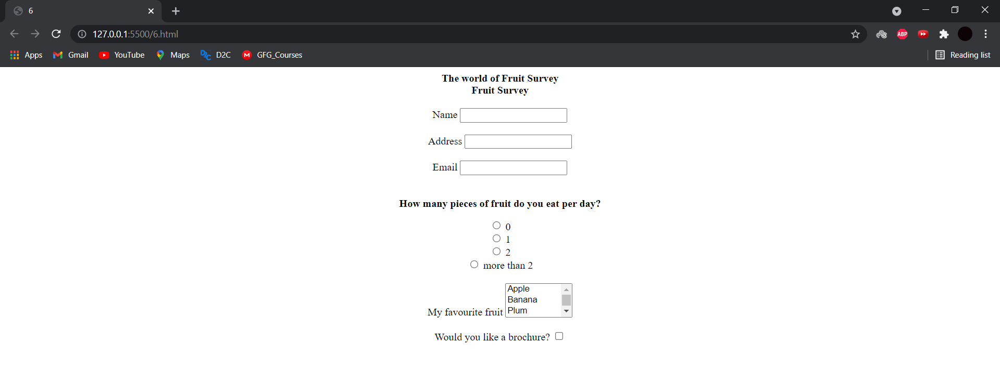 6
127.0.0.1:5500/6.html
ABP
Apps Gmail YouTube Maps D2C GFG_Courses Reading list
The world of Fruit Survey
Fruit Survey
Name
Address
Email
How many pieces of fruit do you eat per day?
0
1
2
more than 2
Apple
Banana
Plum
My favourite fruit
Would you like a brochure?